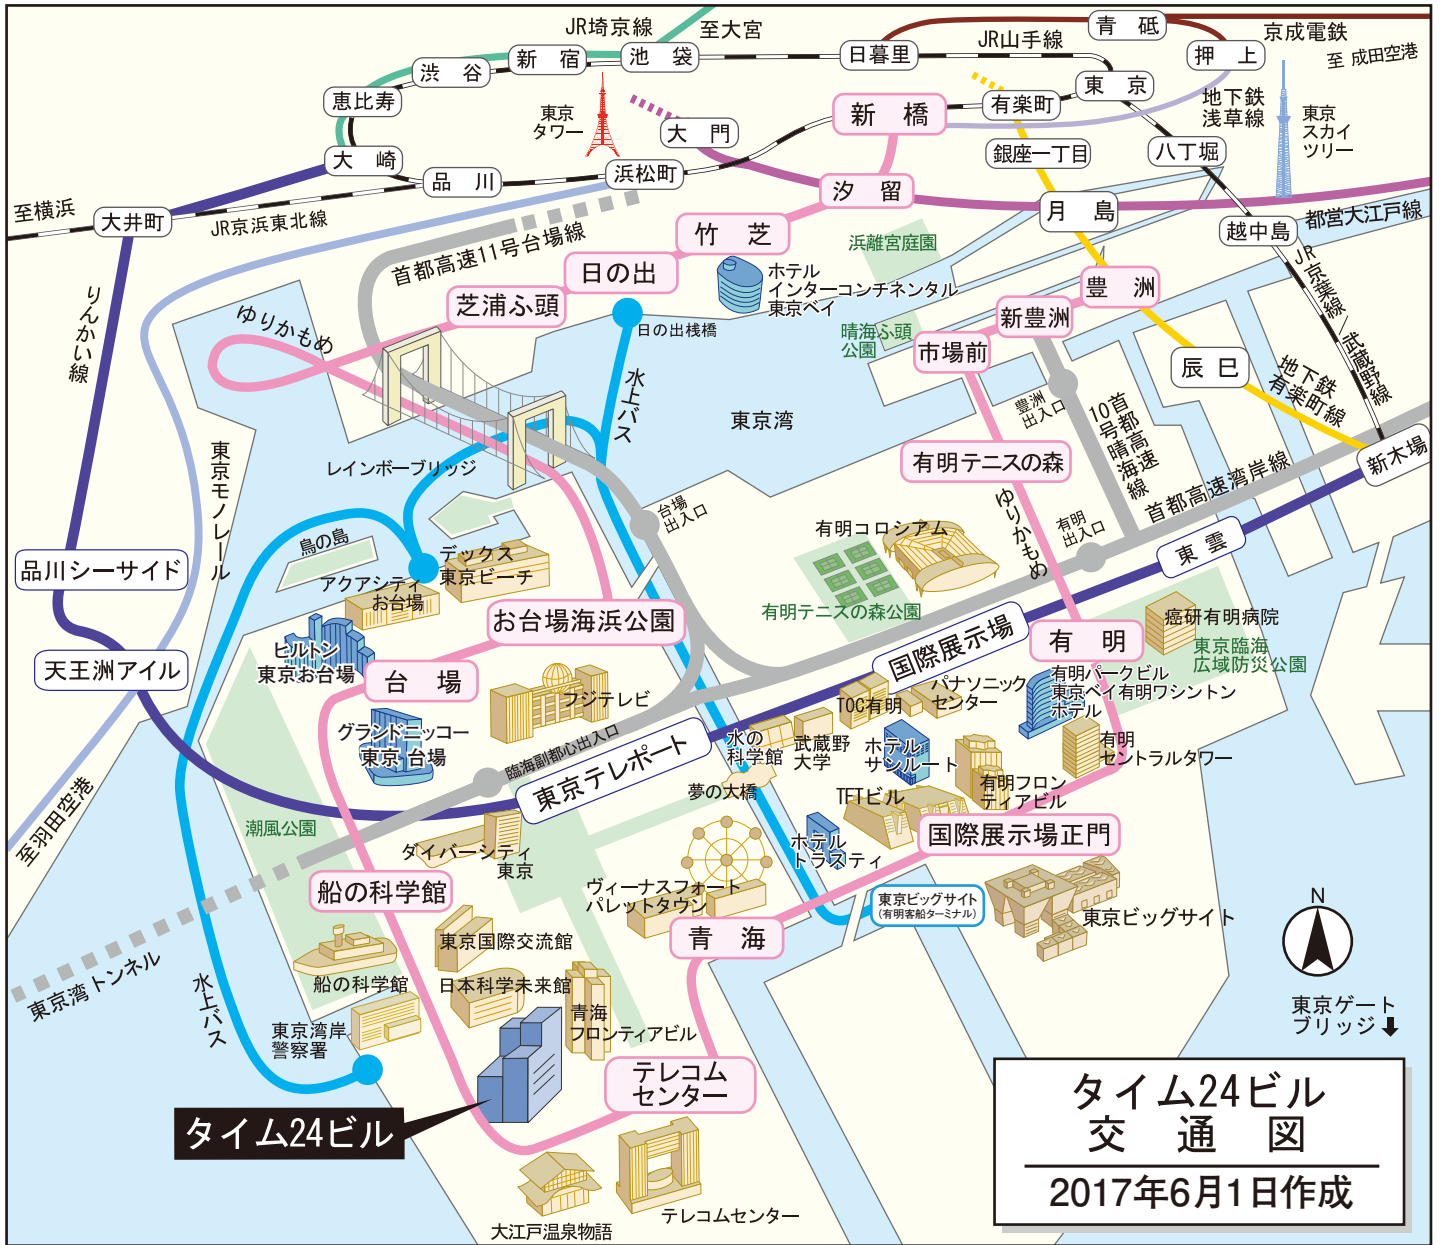 JR埼京線
至大宮
JR山手線
青砥
京成電鉄
至 成田空港
渋谷
新宿
池袋
日暮里
押上
恵比寿
東京
タワー
大門
新橋
有楽町
東京
地下鉄
浅草線
東京
スカイ
ツリー
大崎
品川
浜松町
銀座一丁目
八丁堀
至横浜
大井町
JR京浜東北線
首都高速11号台場線
汐留
竹芝
月島
都営大江戸線
越中島
浜離宮庭園
JR京葉線/武蔵野線
日の出
ホテル
インターコンチネンタル
東京ベイ
豊洲
りんかい線
ゆりかもめ
芝浦ふ頭
日の出桟橋
新豊洲
晴海ふ頭
公園
市場前
辰巳
地下鉄
有楽町線
水上バス
東京湾
豊洲
出入口
10号
首都高速
晴海線
新木場
東京モノレール
レインボーブリッジ
有明テニスの森
首都高速湾岸線
ゆりかもめ
台場
出入口
有明
出入口
有明コロシアム
東雲
鳥の島
デックス
東京ビーチ
品川シーサイド
アクアシティ
お台場
有明テニスの森公園
お台場海浜公園
国際展示場
有明
癌研有明病院
東京臨海
広域防災公園
ヒルトン
東京お台場
天王洲アイル
台場
フジテレビ
TOC有明
パナソニック
センター
有明パークビル
東京ベイ有明ワシントン
ホテル
グランドニッコー
東京 台場
臨海副都心出入口
東京テレポート
水の
科学館
武蔵野
大学
ホテル
サンルート
有明
セントラルタワー
夢の大橋
TFTビル
有明フロン
ティアビル
至羽田空港
潮風公園
ダイバーシティ
東京
ホテル
トラスティ
国際展示場正門
船の科学館
ヴィーナスフォート
パレットタウン
東京ビッグサイト
(有明客船ターミナル)
東京ビッグサイト
青海
東京国際交流館
N
東京湾トンネル
水上バス
船の科学館
日本科学未来館
青海
フロンティアビル
東京湾岸
警察署
東京ゲート
ブリッジ
テレコム
センター
タイム24ビル
大江戸温泉物語
テレコムセンター
タイム24ビル
交通図
2017年6月1日作成